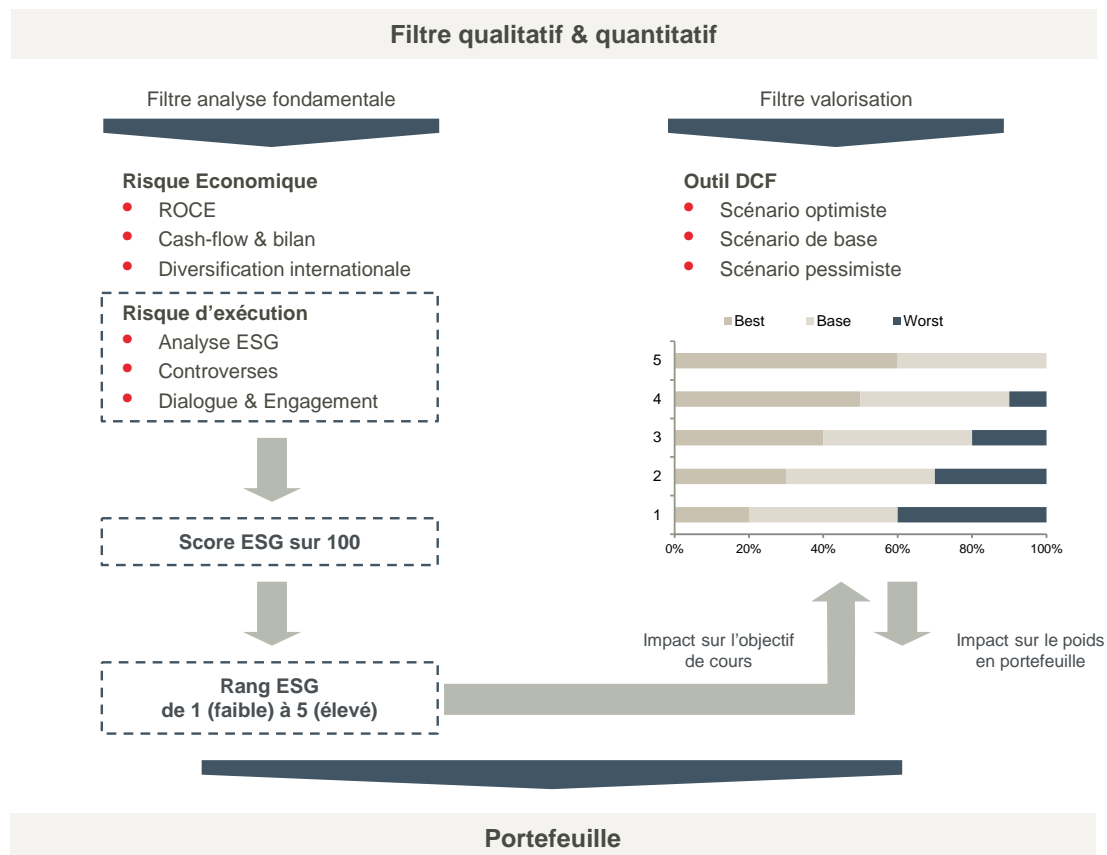 Filtre qualitatif & quantitatif
Filtre analyse fondamentale
Risque Economique
• ROCE
• Cash-flow & bilan
• Diversification internationale
Risque d’exécution
• Analyse ESG
• Controverses
• Dialogue & Engagement
Score ESG sur 100
Rang ESG
de 1 (faible) à 5 (élevé)
Filtre valorisation
Outil DCF
• Scénario optimiste
• Scénario de base
• Scénario pessimiste
Best Base Worst
5
4
3
2
1
0% 20% 40% 60% 80% 100%
Impact sur l’objectif
de cours
Impact sur le poids
en portefeuille
Portefeuille